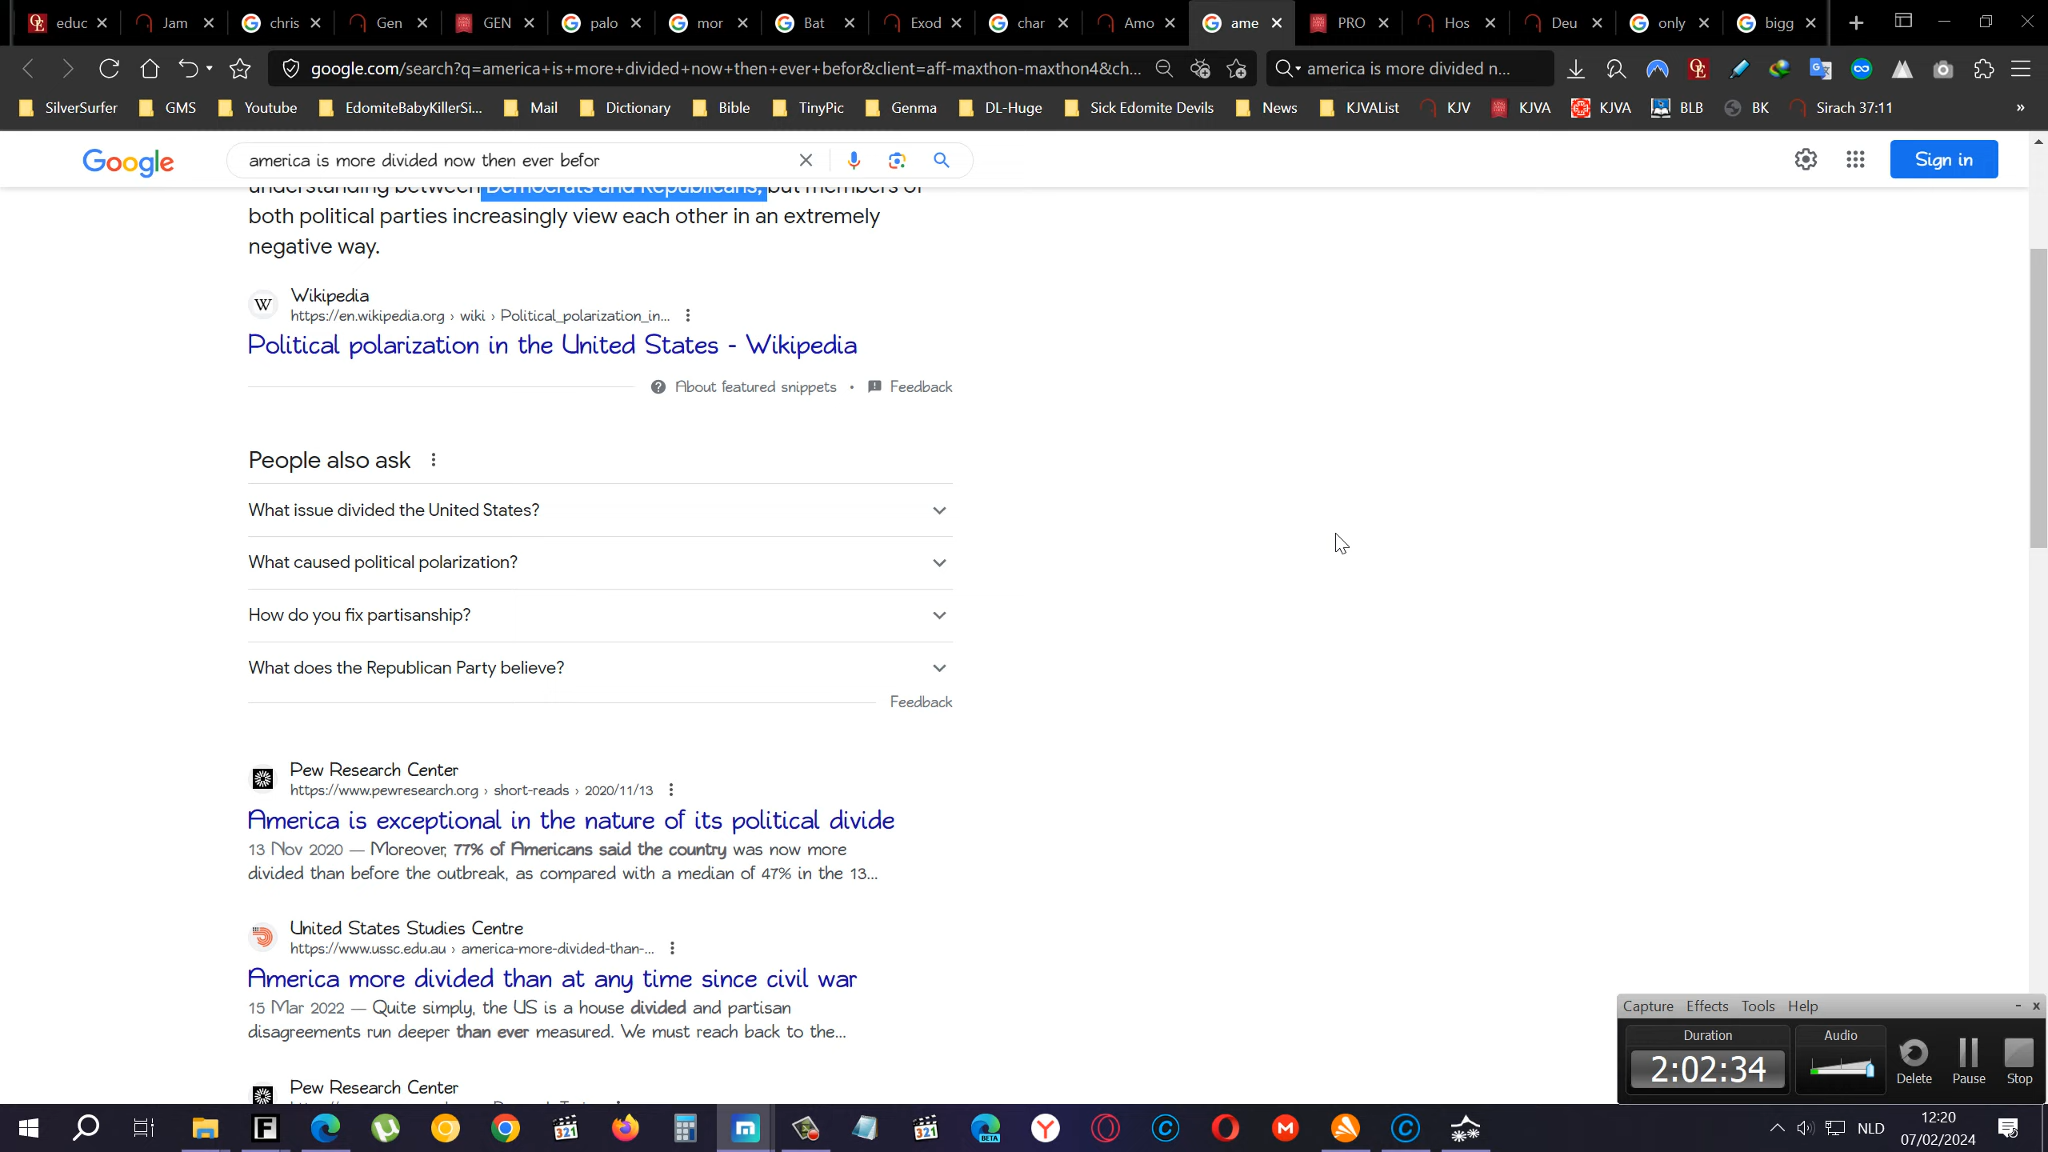 educ Jam chris Gen GEN palo mor Bat Exod char Amo ame PRO Hos Deu only bigg
google.com/search?q=america+is+more+divided+now+then+ever+befor&client=aff-maxthon-maxthon4&ch... america is more divided n...
SilverSurfer GMS Youtube EdomiteBabyKillerSi... Mail Dictionary Bible TinyPic Genma DL-Huge Sick Edomite Devils News KJVAList KJV KJVA KJVA BLB BK Sirach 37:11 »
Google america is more divided now then ever befor Sign in
understanding between Democrats and Republicans, but members of
both political parties increasingly view each other in an extremely
negative way.
W Wikipedia
https://en.wikipedia.org › wiki › Political_polarization_in...
Political polarization in the United States - Wikipedia
About featured snippets • Feedback
People also ask
What issue divided the United States?
What caused political polarization?
How do you fix partisanship?
What does the Republican Party believe?
Feedback
Pew Research Center
https://www.pewresearch.org › short-reads › 2020/11/13
America is exceptional in the nature of its political divide
13 Nov 2020 — Moreover, 77% of Americans said the country was now more
divided than before the outbreak, as compared with a median of 47% in the 13...
United States Studies Centre
https://www.ussc.edu.au › america-more-divided-than-...
America more divided than at any time since civil war
15 Mar 2022 — Quite simply, the US is a house divided and partisan
disagreements run deeper than ever measured. We must reach back to the...
Pew Research Center
Capture Effects Tools Help - x
Duration Audio
2:02:34
Delete Pause Stop
321 321 BETA NLD
12:20
07/02/2024